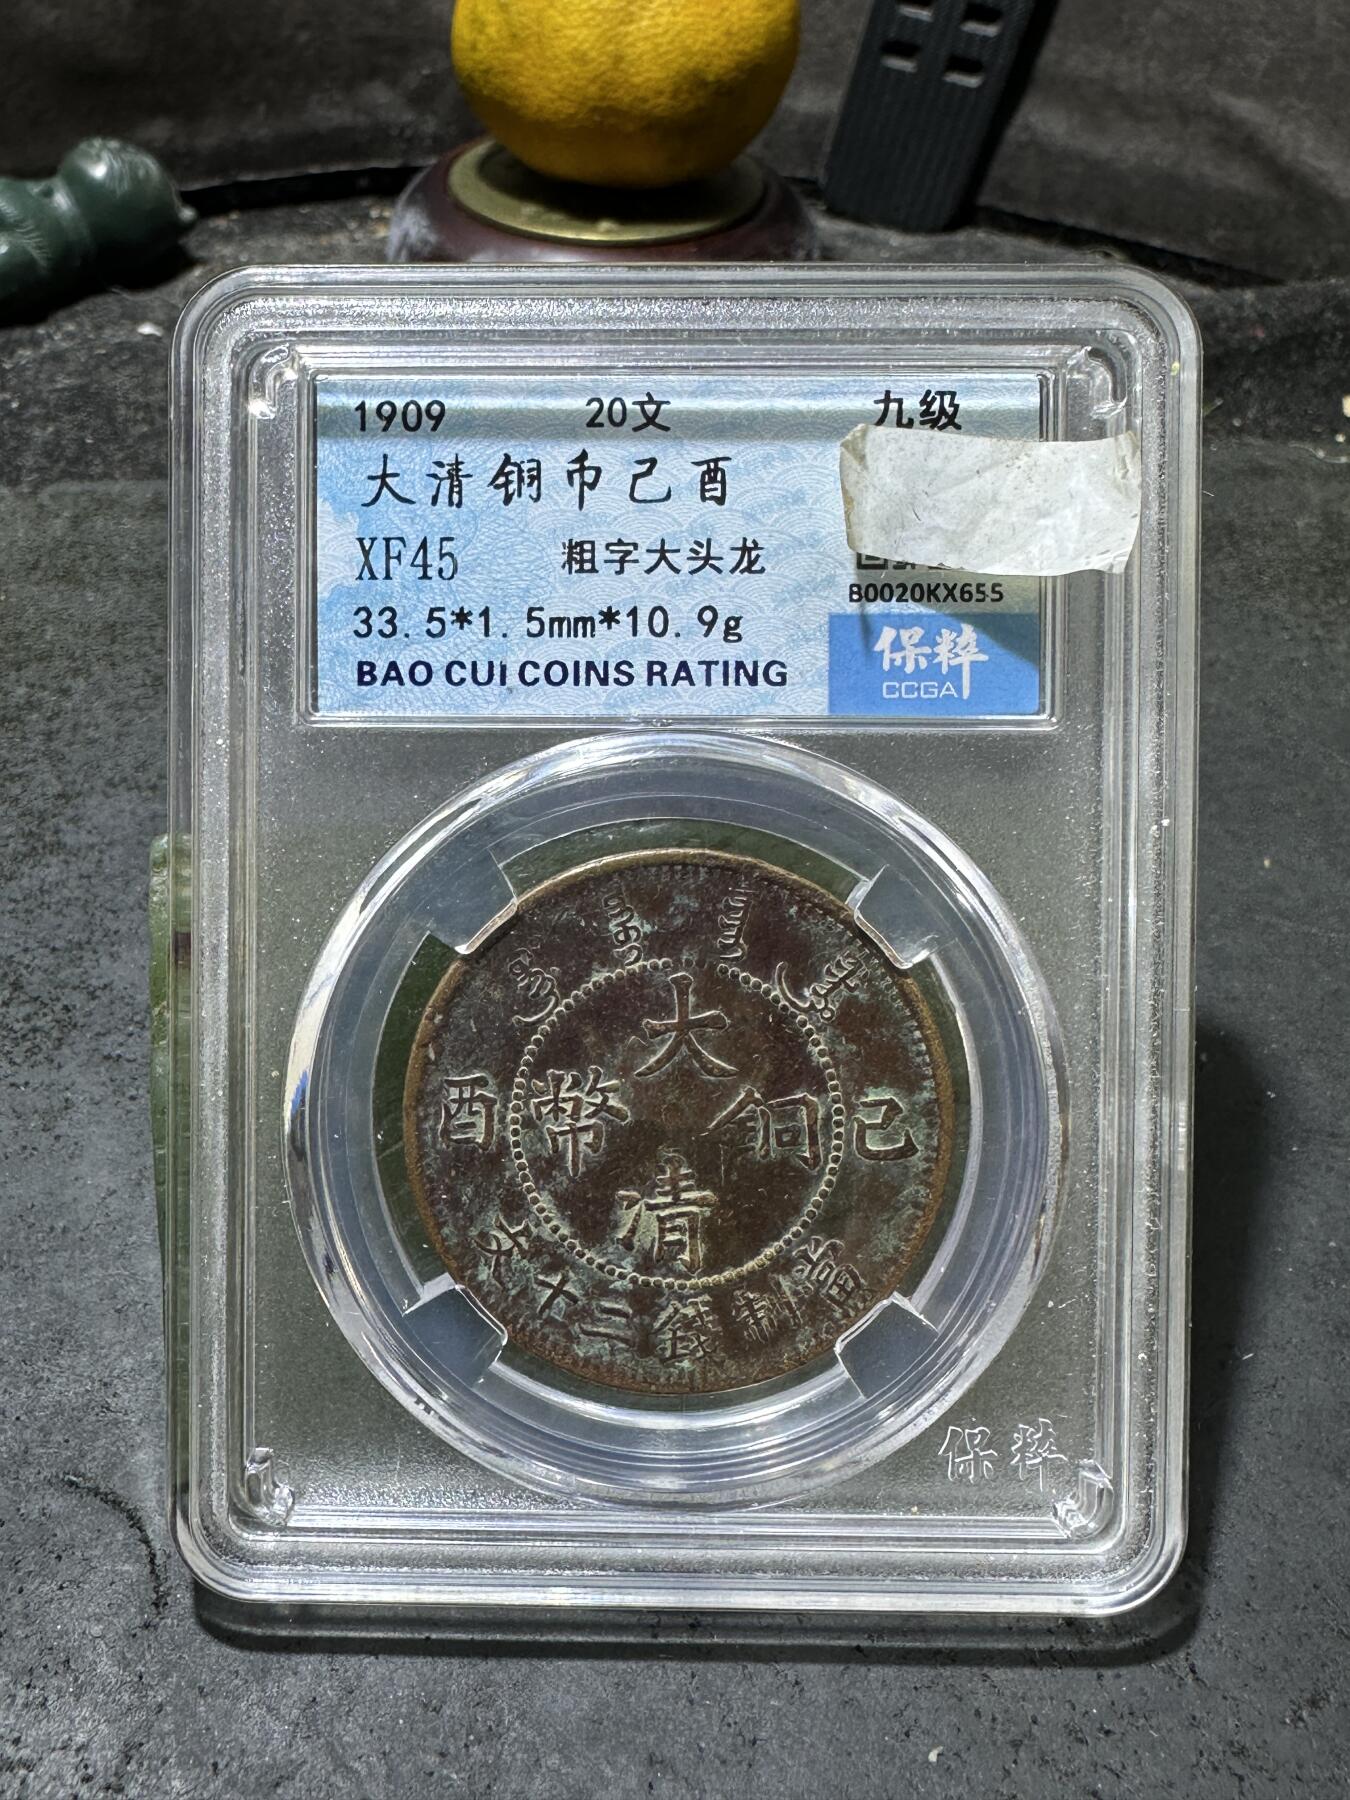 1909 20文 九级
大清铜币己酉
XF45 粗字大头龙
B0020KX655
33.5*1.5mm*10.9g
BAO CUI COINS RATING
保粹
CCGA
大
酉 幣 銅 己
清
文十二錢制當
保粹